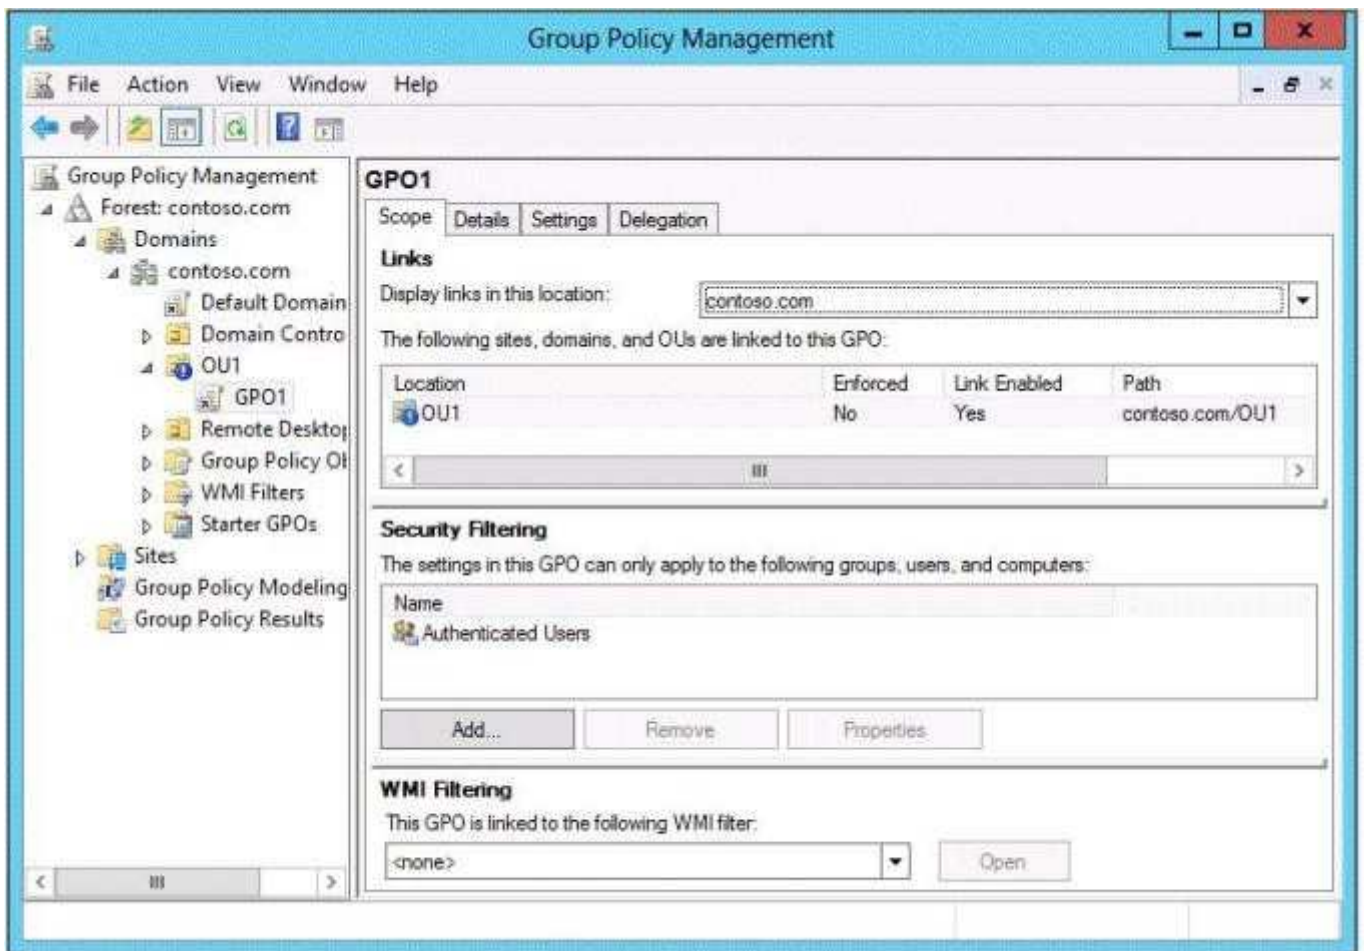 Group Policy Management
File Action View Window Help
Group Policy Management
Forest: contoso.com
Domains
contoso.com
Default Domain
Domain Contro
OU1
GPO1
Remote Desktop
Group Policy Ob
WMI Filters
Starter GPOs
Sites
Group Policy Modeling
Group Policy Results
GPO1
Scope Details Settings Delegation
Links
Display links in this location: contoso.com
The following sites, domains, and OUs are linked to this GPO:
Location Enforced Link Enabled Path
OU1 No Yes contoso.com/OU1
Security Filtering
The settings in this GPO can only apply to the following groups, users, and computers:
Name
Authenticated Users
Add... Remove Properties
WMI Filtering
This GPO is linked to the following WMI filter:
<none> Open